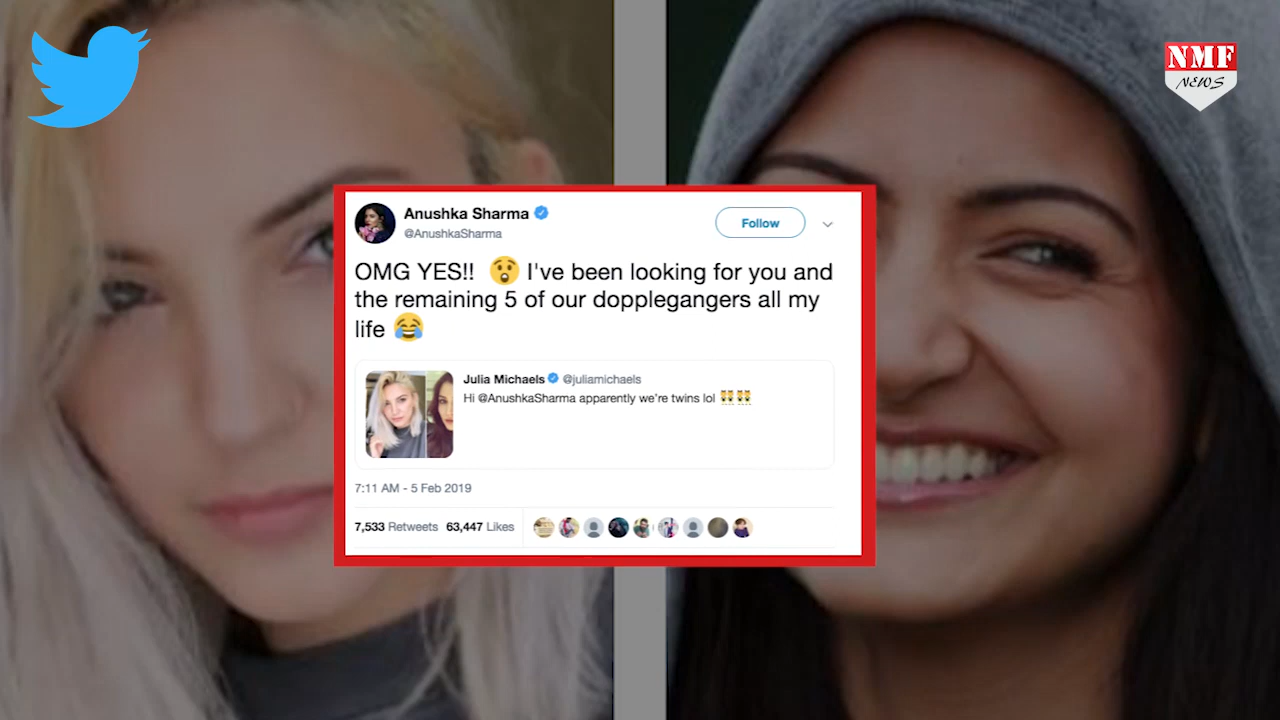 NMF
NEWS
Anushka Sharma
@AnushkaSharma
Follow
OMG YES!! 😲 I've been looking for you and
the remaining 5 of our dopplegangers all my
life 😂
Julia Michaels @juliamichaels
Hi @AnushkaSharma apparently we're twins lol 👯👯
7:11 AM - 5 Feb 2019
7,533 Retweets 63,447 Likes